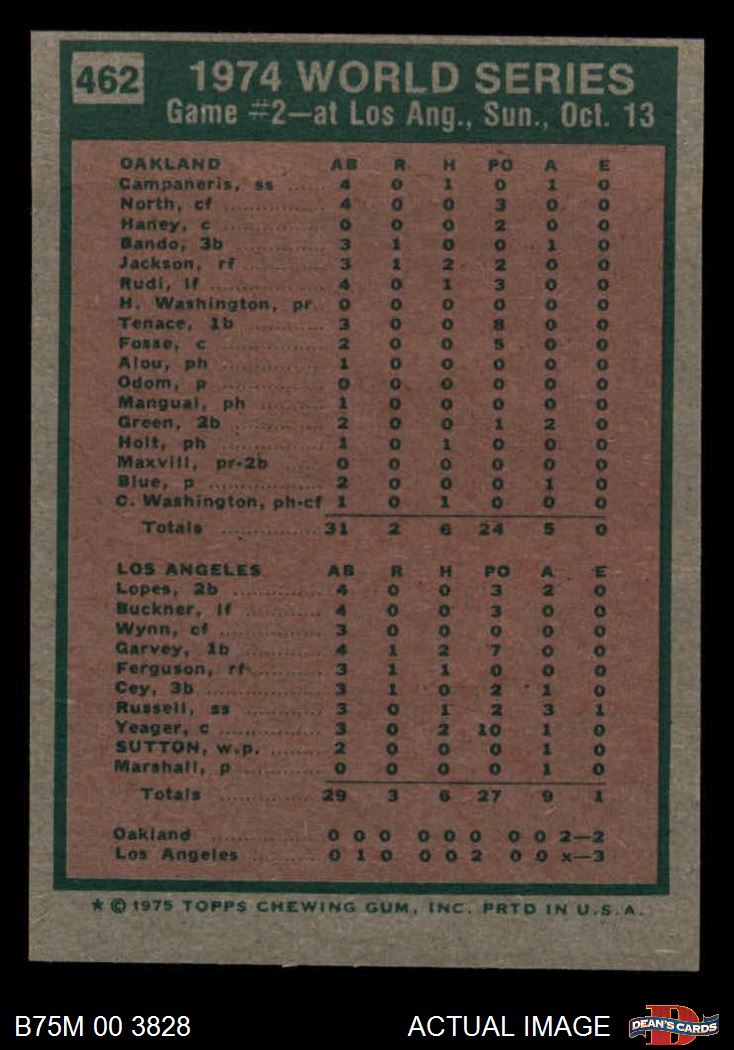 462 1974 WORLD SERIES
Game #2—at Los Ang., Sun., Oct. 13
OAKLAND AB R H PO A E
Campaneris, ss ...... 4 0 1 0 1 0
North, cf ................ 4 0 0 3 0 0
Haney, c ................ 0 0 0 2 0 0
Bando, 3b .............. 3 1 0 0 1 0
Jackson, rf ............ 3 1 2 2 0 0
Rudi, lf .................. 4 0 1 3 0 0
H. Washington, pr.. 0 0 0 0 0 0
Tenace, 1b ............ 3 0 0 8 0 0
Fosse, c ................ 2 0 0 5 0 0
Alou, ph ................ 1 0 0 0 0 0
Odom, p ................ 0 0 0 0 0 0
Mangual, ph .......... 1 0 0 0 0 0
Green, 2b .............. 2 0 0 1 2 0
Holt, ph ................ 1 0 1 0 0 0
Maxvill, pr-2b ........ 0 0 0 0 0 0
Blue, p .................. 2 0 0 0 1 0
C. Washington, ph-cf 1 0 1 0 0 0
Totals .............. 31 2 6 24 5 0
LOS ANGELES AB R H PO A E
Lopes, 2b .............. 4 0 0 3 2 0
Buckner, lf ............ 4 0 0 3 0 0
Wynn, cf ................ 3 0 0 0 0 0
Garvey, 1b ............ 4 1 2 7 0 0
Ferguson, rf .......... 3 1 1 0 0 0
Cey, 3b .................. 3 1 0 2 1 0
Russell, ss ............ 3 0 1 2 3 1
Yeager, c .............. 3 0 2 10 1 0
SUTTON, w.p. ........ 2 0 0 0 1 0
Marshall, p ............ 0 0 0 0 1 0
Totals .............. 29 3 6 27 9 1
Oakland .............. 0 0 0 0 0 0 0 0 2—2
Los Angeles .......... 0 1 0 0 0 2 0 0 x—3
★ © 1975 TOPPS CHEWING GUM, INC. PRTD IN U.S.A.
B75M 00 3828 ACTUAL IMAGE DEAN'S CARDS